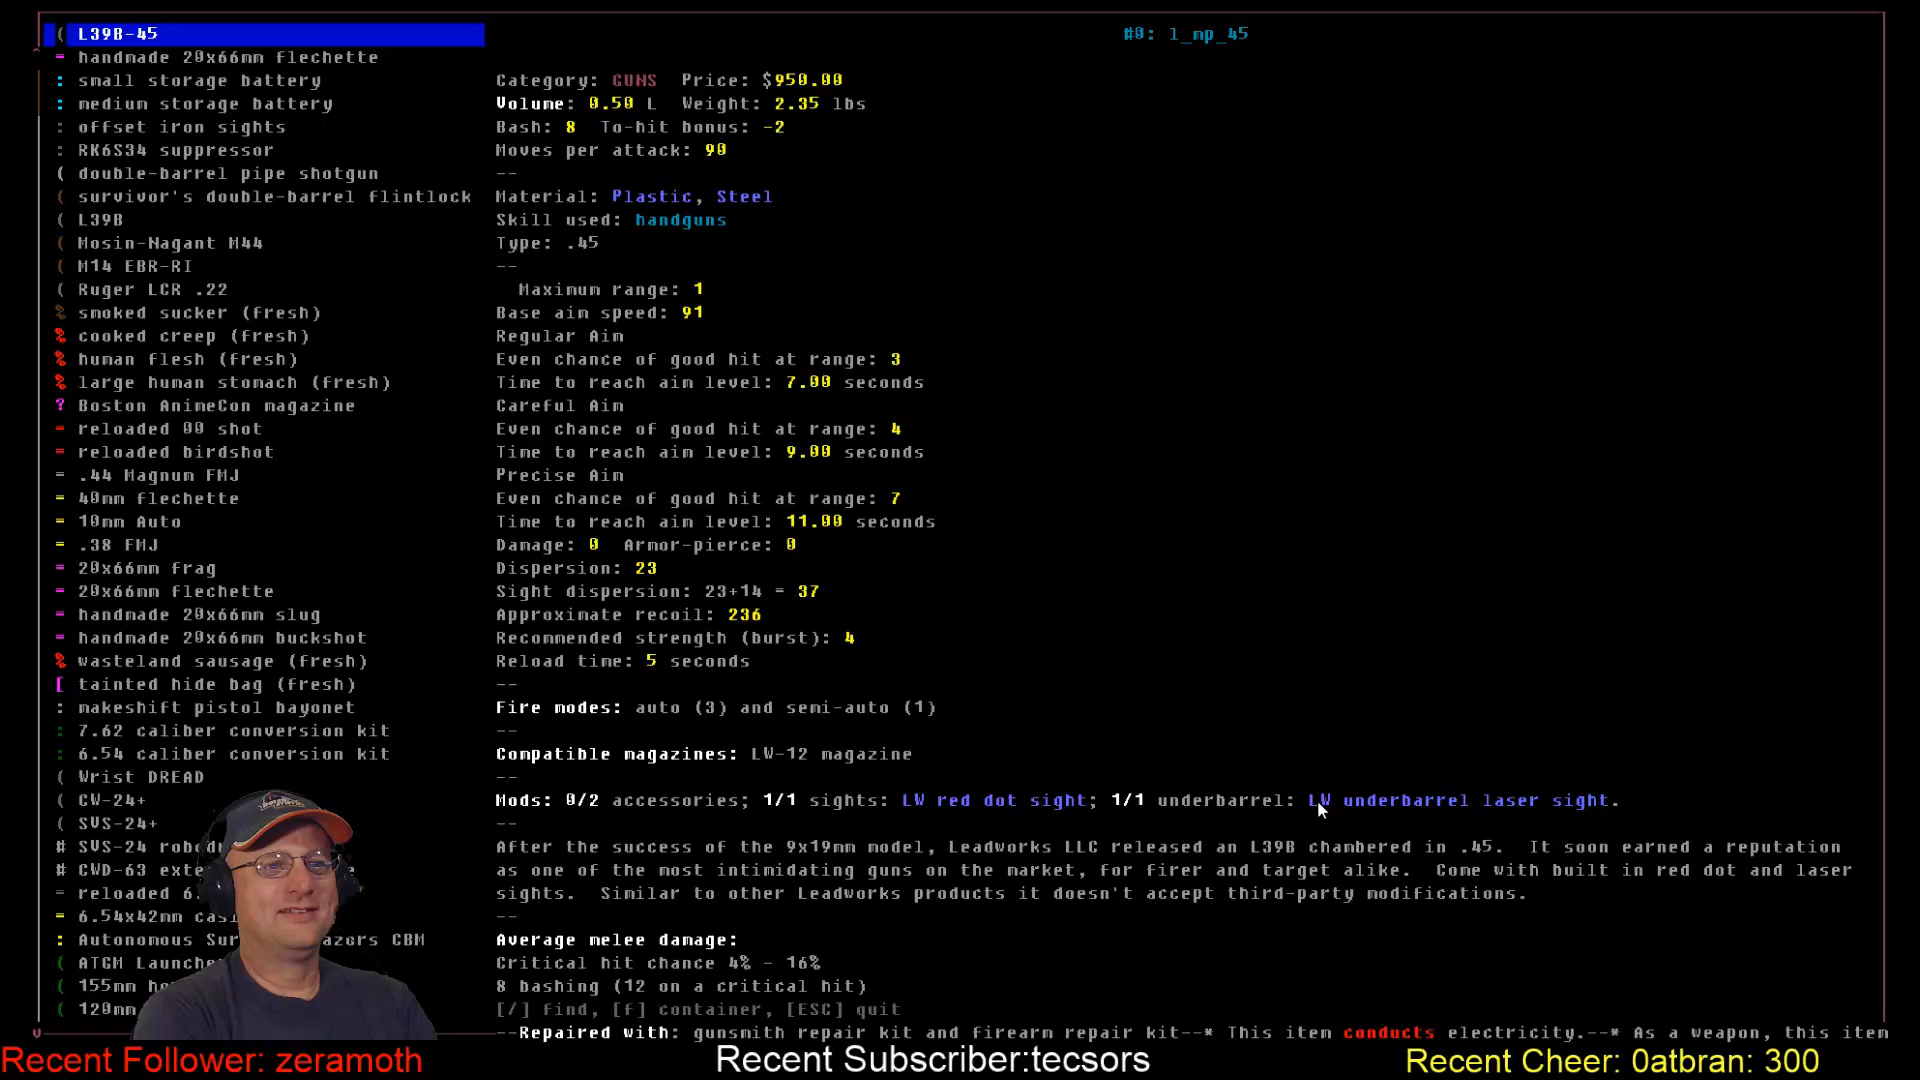 ( L39B-45
#0: l_mp_45
= handmade 20x66mm flechette
: small storage battery
: medium storage battery
: offset iron sights
: RK6S34 suppressor
( double-barrel pipe shotgun
( survivor's double-barrel flintlock
( L39B
( Mosin-Nagant M44
( M14 EBR-RI
( Ruger LCR .22
% smoked sucker (fresh)
% cooked creep (fresh)
% human flesh (fresh)
% large human stomach (fresh)
? Boston AnimeCon magazine
= reloaded 00 shot
= reloaded birdshot
= .44 Magnum FMJ
= 40mm flechette
= 10mm Auto
= .38 FMJ
= 20x66mm frag
= 20x66mm flechette
= handmade 20x66mm slug
= handmade 20x66mm buckshot
% wasteland sausage (fresh)
[ tainted hide bag (fresh)
: makeshift pistol bayonet
: 7.62 caliber conversion kit
: 6.54 caliber conversion kit
( Wrist DREAD
( CW-24+
( SVS-24+
# SVS-24
# CWD-63
= reloaded
= 6.54x42mm
: Autonomous CBM
( ATGM
( 155mm
( 120mm
Category: GUNS Price: $950.00
Volume: 0.50 L Weight: 2.35 lbs
Bash: 8 To-hit bonus: -2
Moves per attack: 90
--
Material: Plastic, Steel
Skill used: handguns
Type: .45
--
Maximum range: 1
Base aim speed: 91
Regular Aim
Even chance of good hit at range: 3
Time to reach aim level: 7.00 seconds
Careful Aim
Even chance of good hit at range: 4
Time to reach aim level: 9.00 seconds
Precise Aim
Even chance of good hit at range: 7
Time to reach aim level: 11.00 seconds
Damage: 0 Armor-pierce: 0
Dispersion: 23
Sight dispersion: 23+14 = 37
Approximate recoil: 236
Recommended strength (burst): 4
Reload time: 5 seconds
--
Fire modes: auto (3) and semi-auto (1)
--
Compatible magazines: LW-12 magazine
--
Mods: 0/2 accessories; 1/1 sights: LW red dot sight; 1/1 underbarrel: LW underbarrel laser sight.
--
After the success of the 9x19mm model, Leadworks LLC released an L39B chambered in .45. It soon earned a reputation
as one of the most intimidating guns on the market, for firer and target alike. Come with built in red dot and laser
sights. Similar to other Leadworks products it doesn't accept third-party modifications.
--
Average melee damage:
Critical hit chance 4% - 16%
8 bashing (12 on a critical hit)
[/] find, [f] container, [ESC] quit
--Repaired with: gunsmith repair kit and firearm repair kit--* This item conducts electricity.--* As a weapon, this item
Recent Follower: zeramoth
Recent Subscriber:tecsors
Recent Cheer: 0atbran: 300